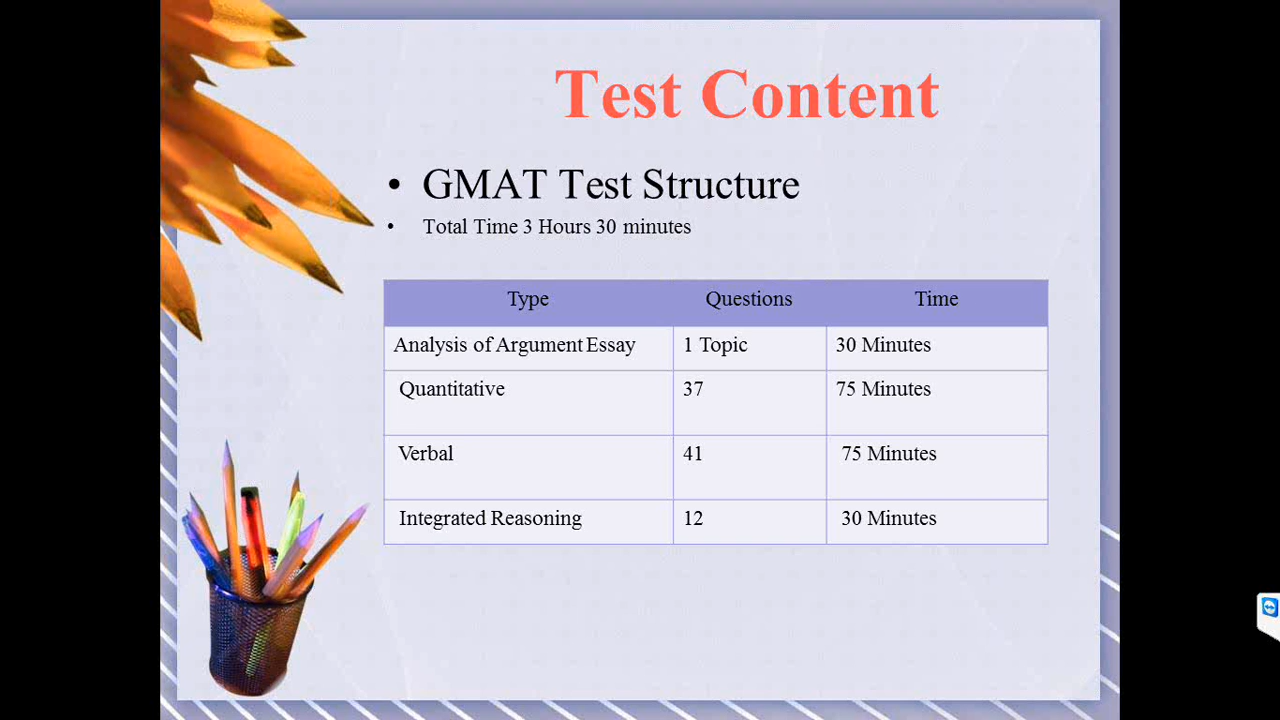 Test Content
• GMAT Test Structure
• Total Time 3 Hours 30 minutes
Type Questions Time
Analysis of Argument Essay 1 Topic 30 Minutes
Quantitative 37 75 Minutes
Verbal 41 75 Minutes
Integrated Reasoning 12 30 Minutes